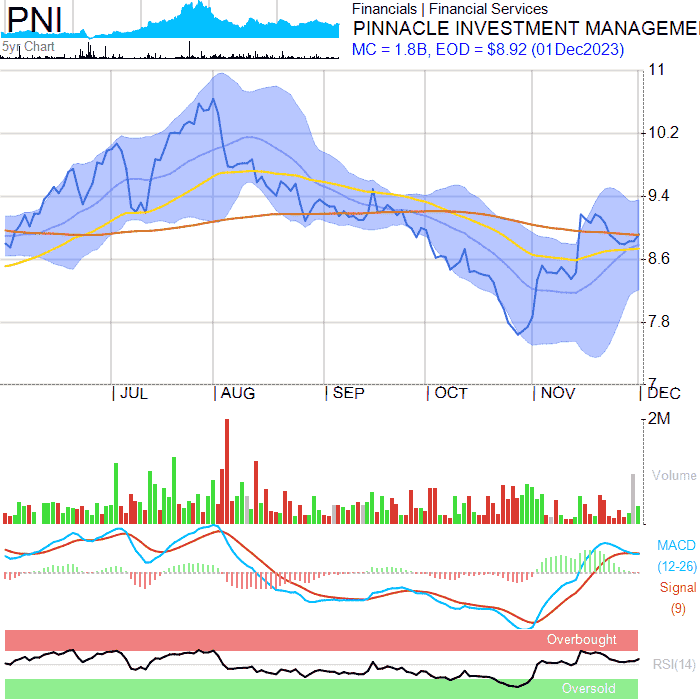 PNI
5yr Chart
Financials | Financial Services
PINNACLE INVESTMENT MANAGEME
MC = 1.8B, EOD = $8.92 (01Dec2023)
11
10.2
9.4
8.6
7.8
7
JUL AUG SEP OCT NOV DEC
2M
Volume
MACD
(12-26)
Signal
(9)
Overbought
RSI(14)
Oversold